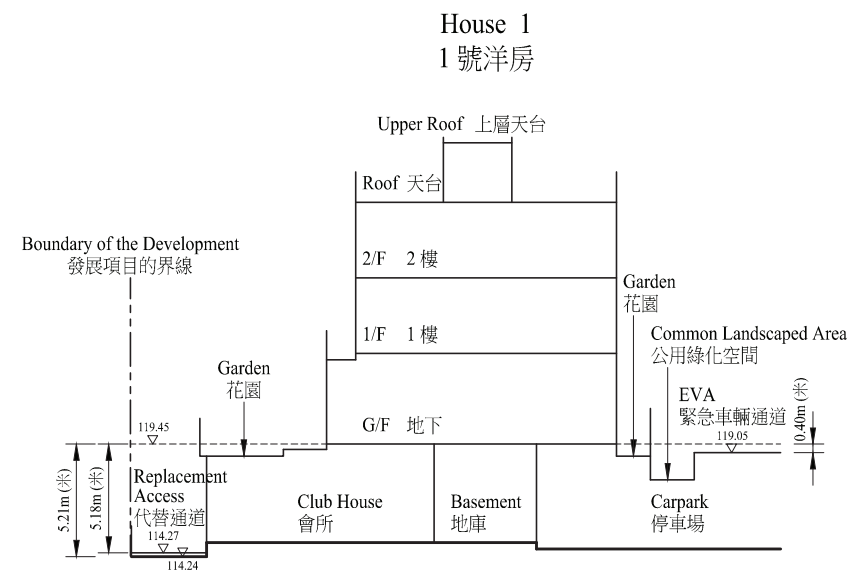 House 1
1 號洋房
Upper Roof 上層天台
Roof 天台
Boundary of the Development
發展項目的界線
2/F 2 樓
Garden
花園
1/F 1 樓
Common Landscaped Area
公用綠化空間
Garden
花園
EVA
緊急車輛通道
0.40m (米)
G/F 地下
119.45
119.05
Replacement
Access
代替通道
5.21m (米)
5.18m (米)
Club House
會所
Basement
地庫
Carpark
停車場
114.27
114.24